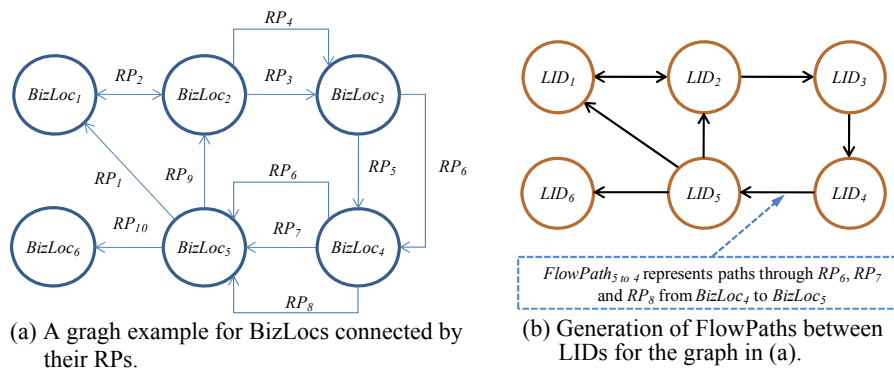 RP4
BizLoc1
RP2
BizLoc2
RP3
BizLoc3
RP1
RP9
RP6
RP5
RP6
BizLoc6
RP10
BizLoc5
RP7
BizLoc4
RP8
(a) A gragh example for BizLocs connected by
their RPs.
LID1
LID2
LID3
LID6
LID5
LID4
FlowPath5 to 4 represents paths through RP6, RP7
and RP8 from BizLoc4 to BizLoc5
(b) Generation of FlowPaths between
LIDs for the graph in (a).